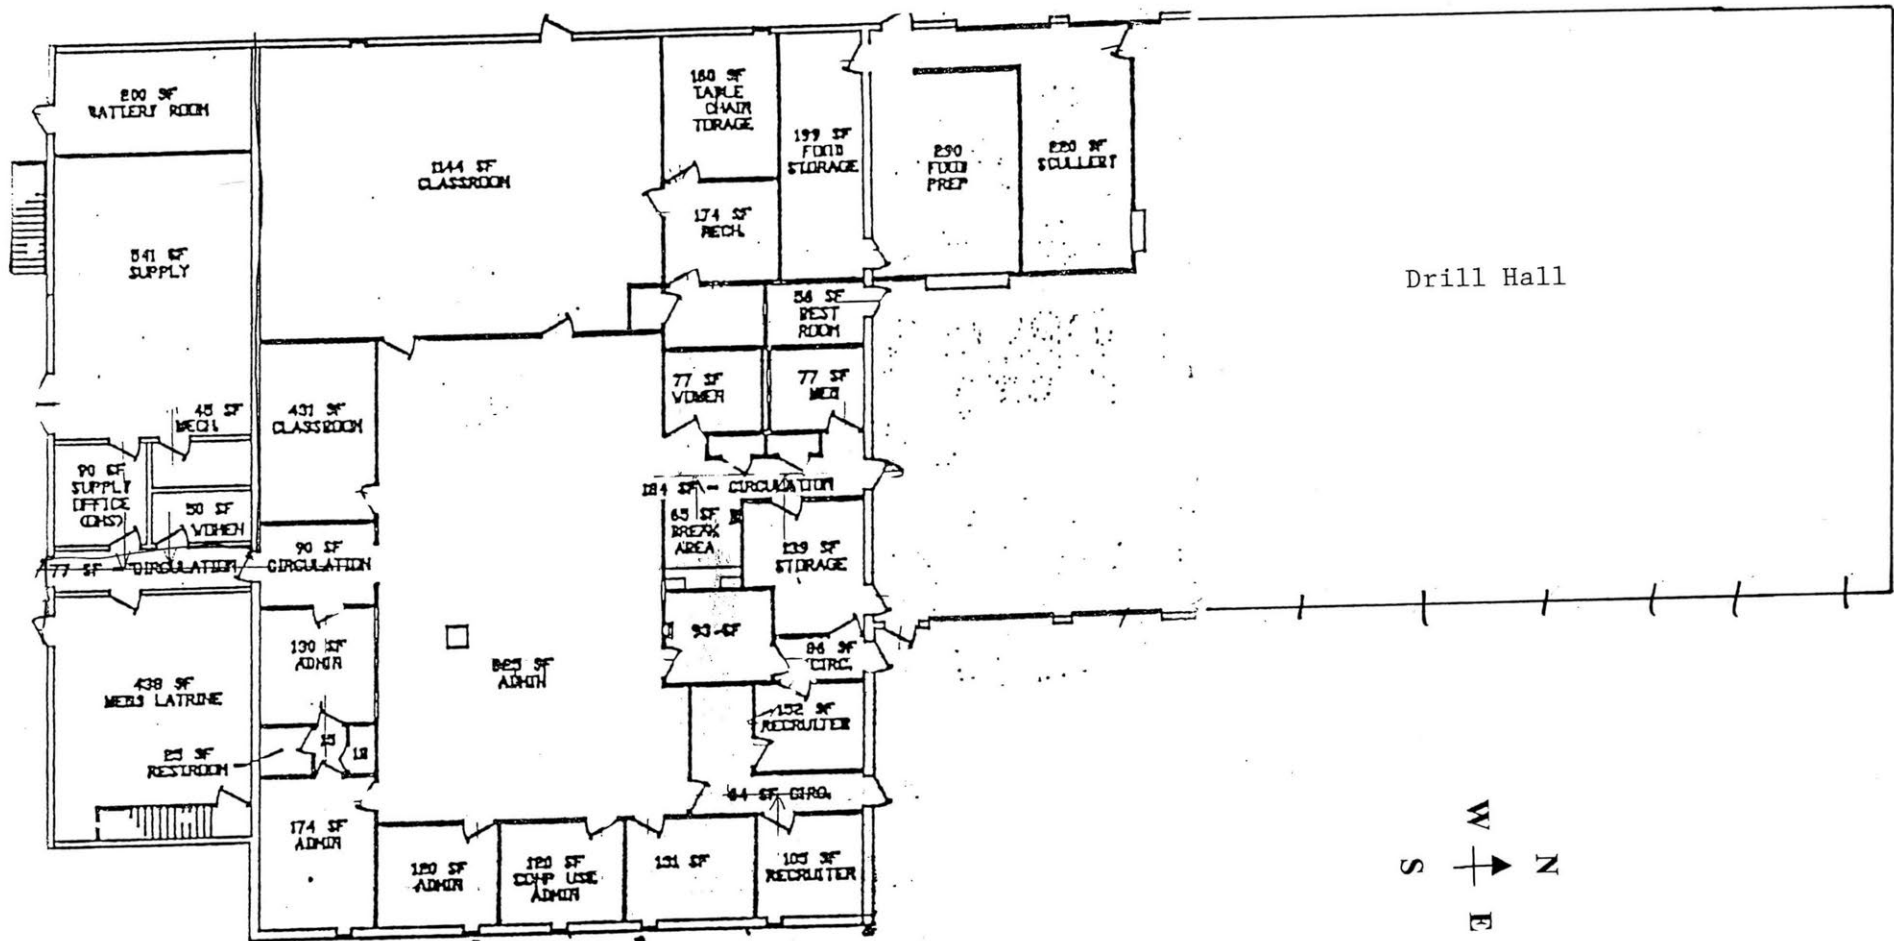 200 SF
BATTERY ROOM
1144 SF
CLASSROOM
180 SF
TABLE
CHAIR
TORAGE
199 SF
FOOD
STORAGE
290
FOOD
PREP
220 SF
SCULLERY
174 SF
MECH.
541 SF
SUPPLY
Drill Hall
56 SF
REST
ROOM
77 SF
WOMEN
77 SF
MEN
45 SF
MECH.
431 SF
CLASSROOM
90 SF
SUPPLY
OFFICE
(OHS)
50 SF
WOMEN
184 SF - CIRCULATION
65 SF
BREAK
AREA
139 SF
STORAGE
77 SF - CIRCULATION
90 SF
CIRCULATION
93 SF
86 SF
CIRC.
130 SF
ADMIN
825 SF
ADMIN
438 SF
MENS LATRINE
152 SF
RECRUITER
25 SF
RESTROOM
15
12
64 SF CIRC.
174 SF
ADMIN
120 SF
ADMIN
120 SF
COMP USE
ADMIN
131 SF
105 SF
RECRUITER
W
S
N
E